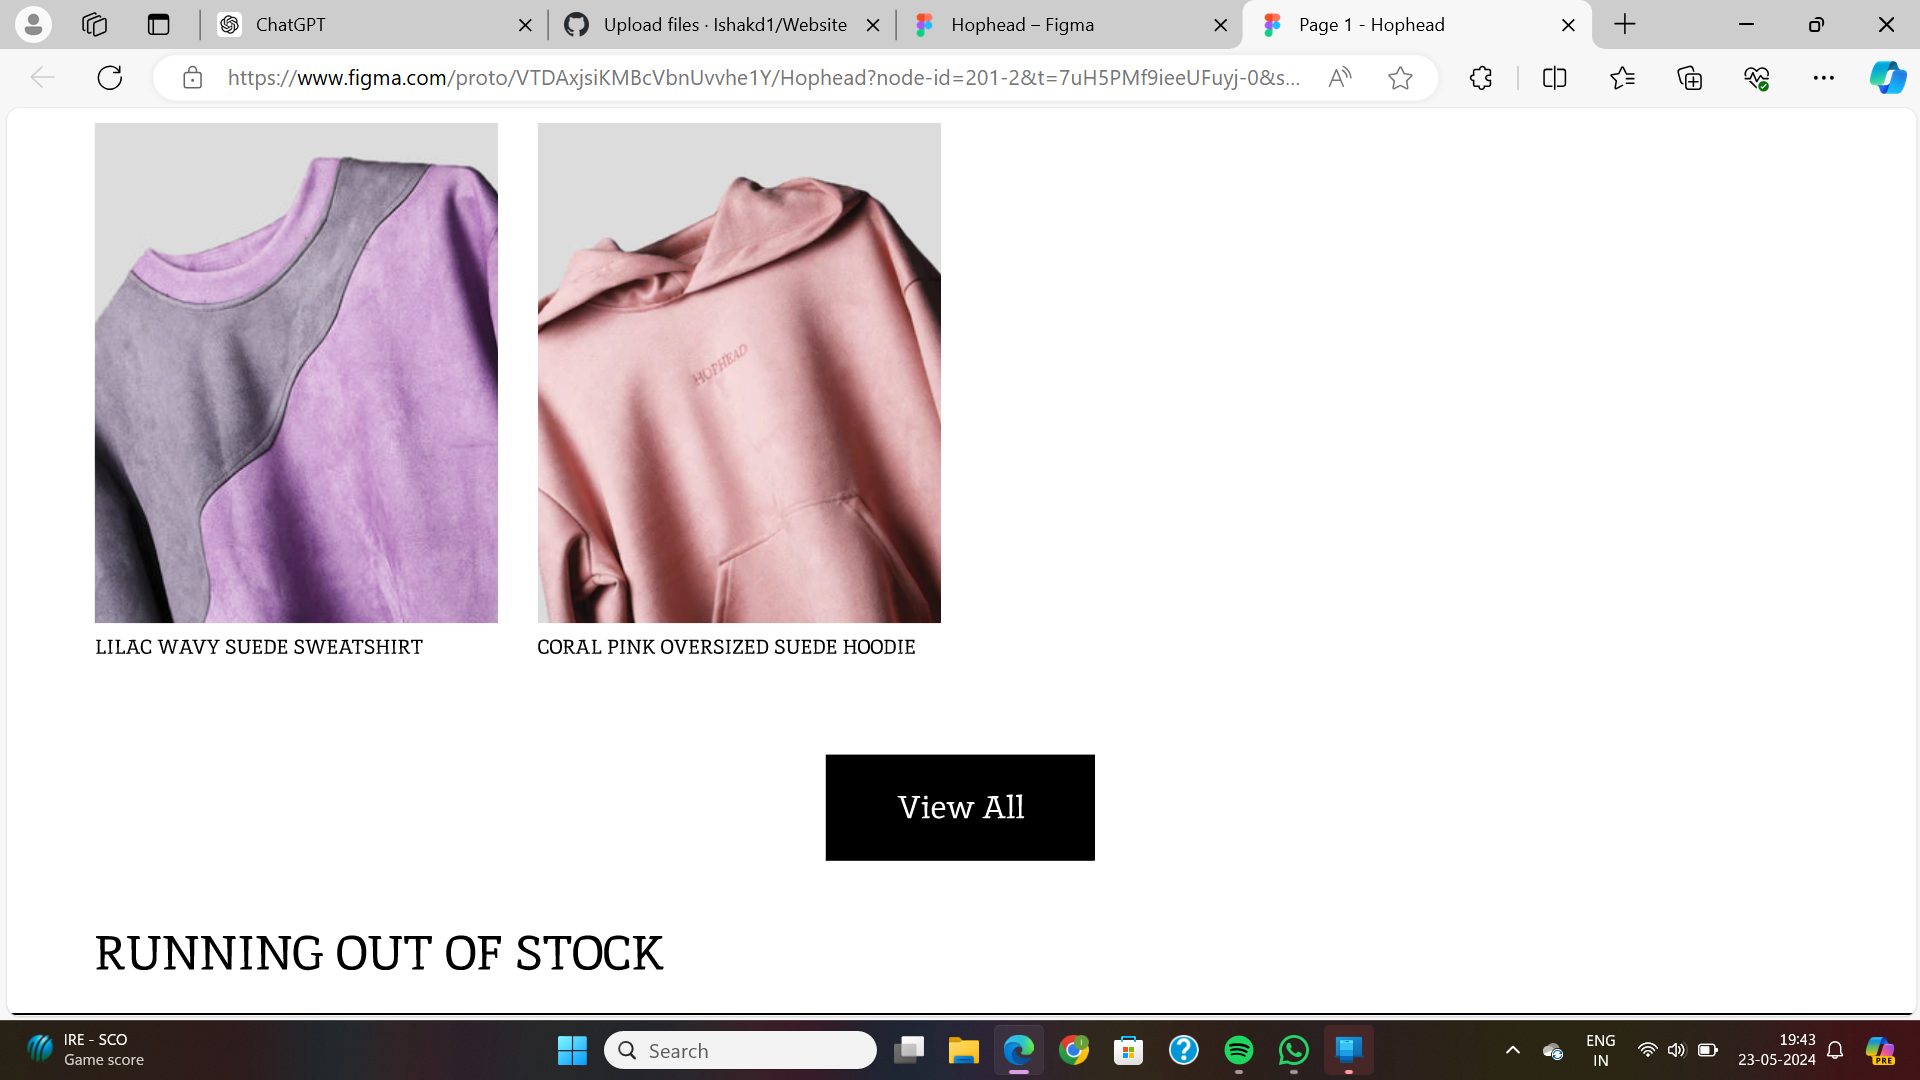 ChatGPT
Upload files · Ishakd1/Website
Hophead – Figma
Page 1 - Hophead
https://www.figma.com/proto/VTDAxjsiKMBcVbnUvvhe1Y/Hophead?node-id=201-2&t=7uH5PMf9ieeUFuyj-0&s...
HOPHEAD
LILAC WAVY SUEDE SWEATSHIRT
CORAL PINK OVERSIZED SUEDE HOODIE
View All
RUNNING OUT OF STOCK
IRE - SCO
Game score
Search
ENG
IN
19:43
23-05-2024
PRE